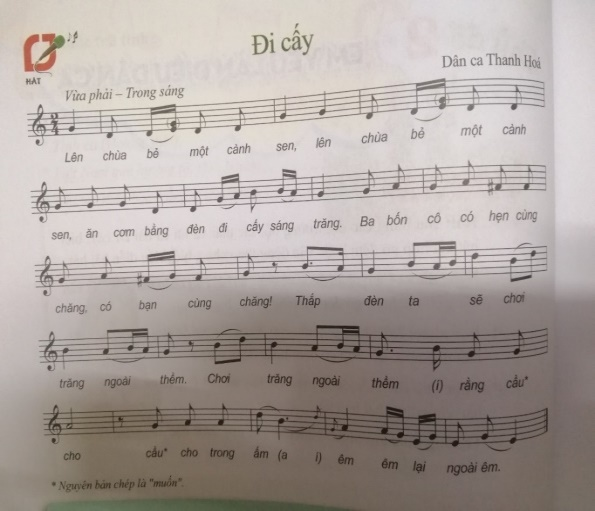 Đi cấy
HÁT
Dân ca Thanh Hoá
Vừa phải – Trong sáng
2 4
Lên chùa bẻ một cành sen, lên chùa bẻ một cành
sen, ăn cơm bằng đèn đi cấy sáng trăng. Ba bốn cô có hẹn cùng
chăng, có bạn cùng chăng! Thắp đèn ta sẽ chơi
trăng ngoài thềm. Chơi trăng ngoài thềm (i) rằng cầu*
cho cầu* cho trong ấm (a i) êm êm lại ngoài êm.
* Nguyên bản chép là "muốn".